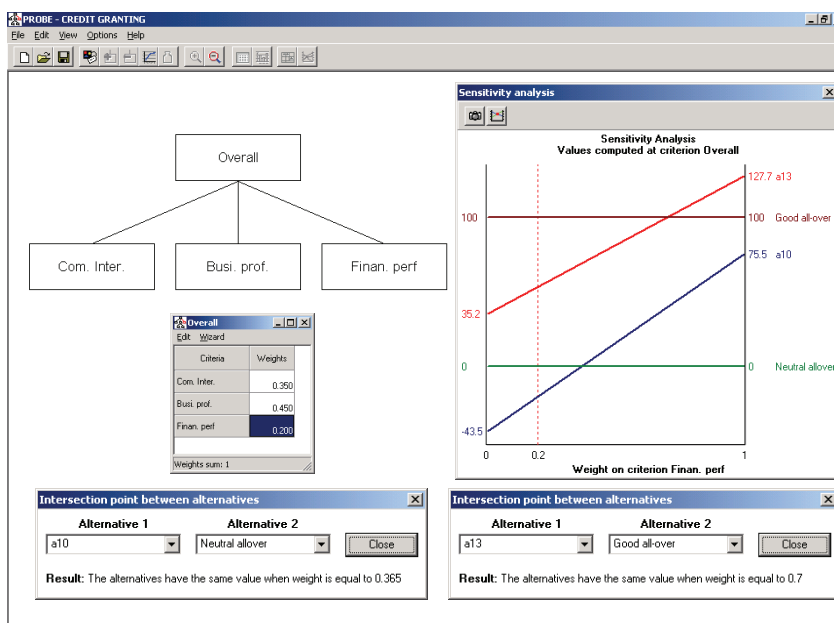 PROBE - CREDIT GRANTING
File Edit View Options Help
Overall
Com. Inter.
Busi. prof.
Finan. perf
Overall
Edit Wizard
Criteria Weights
Com. Inter. 0.350
Busi. prof. 0.450
Finan. perf 0.200
Weights sum: 1
Sensitivity analysis
Sensitivity Analysis
Values computed at criterion Overall
127.7 a13
100
100 Good all-over
75.5 a10
35.2
0
0 Neutral allover
-43.5
0 0.2 1
Weight on criterion Finan. perf
Intersection point between alternatives
Alternative 1 Alternative 2
a10 Neutral allover Close
Result: The alternatives have the same value when weight is equal to 0.365
Intersection point between alternatives
Alternative 1 Alternative 2
a13 Good all-over Close
Result: The alternatives have the same value when weight is equal to 0.7